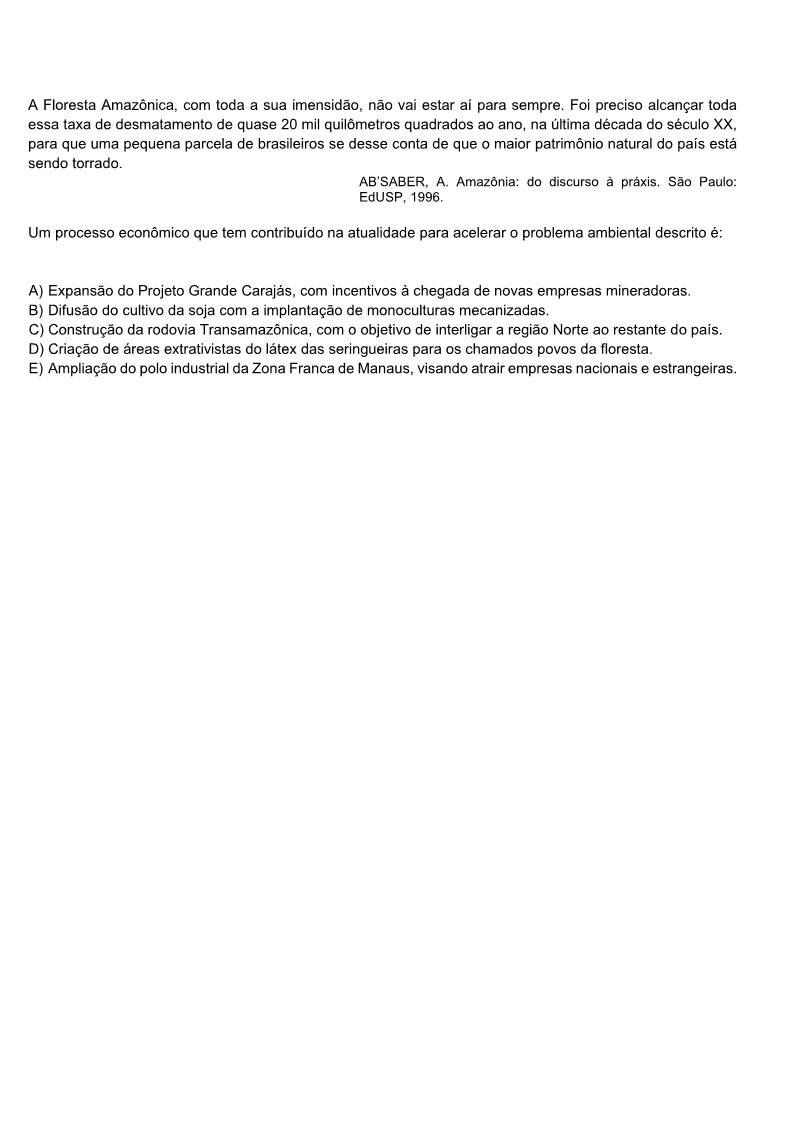 A Floresta Amazônica, com toda a sua imensidão, não vai estar aí para sempre. Foi preciso alcançar toda
essa taxa de desmatamento de quase 20 mil quilômetros quadrados ao ano, na última década do século XX,
para que uma pequena parcela de brasileiros se desse conta de que o maior patrimônio natural do país está
sendo torrado.
AB'SABER, A. Amazônia: do discurso à práxis. São Paulo:
EdUSP, 1996.
Um processo econômico que tem contribuído na atualidade para acelerar o problema ambiental descrito é:
A) Expansão do Projeto Grande Carajás, com incentivos à chegada de novas empresas mineradoras.
B) Difusão do cultivo da soja com a implantação de monoculturas mecanizadas.
C) Construção da rodovia Transamazônica, com o objetivo de interligar a região Norte ao restante do país.
D) Criação de áreas extrativistas do látex das seringueiras para os chamados povos da floresta.
E) Ampliação do polo industrial da Zona Franca de Manaus, visando atrair empresas nacionais e estrangeiras.